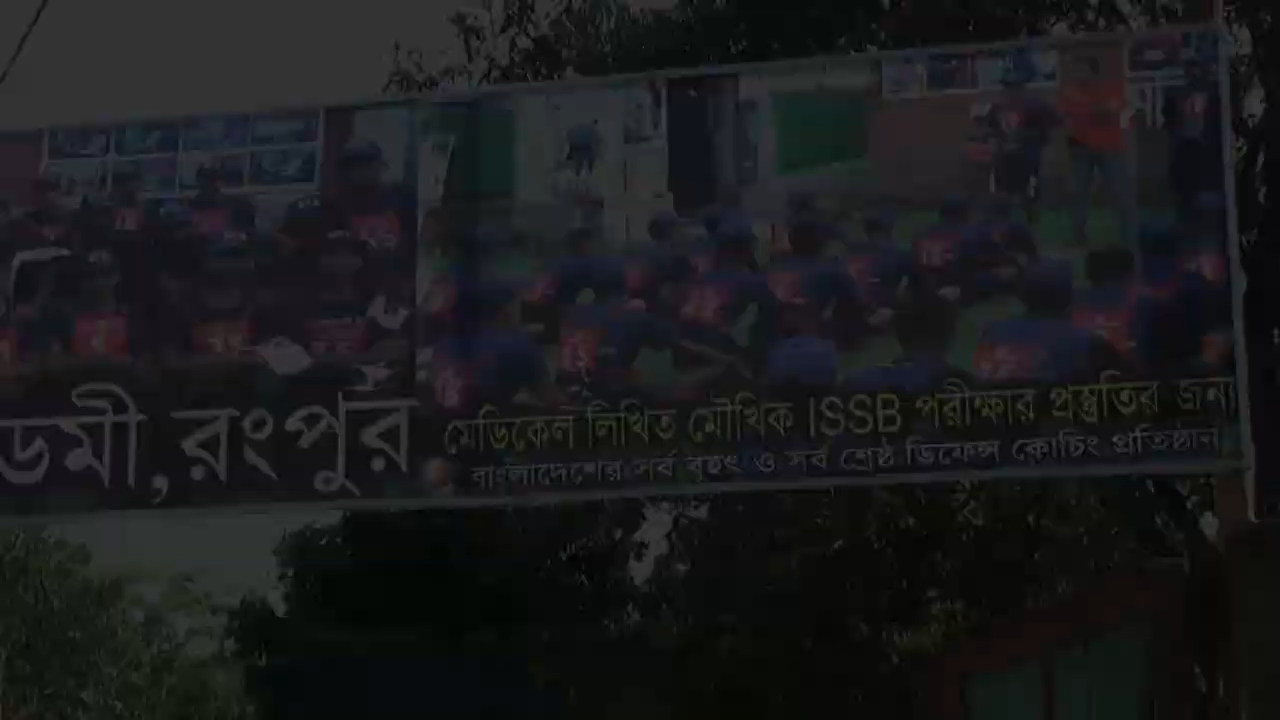 ডেমী,রংপুর
মেডিকেল লিখিত মৌখিক ISSB পরীক্ষার প্রস্তুতির জন্য
বাংলাদেশের সর্ব বৃহৎ ও সর্ব শ্রেষ্ঠ ডিফেন্স কোচিং প্রতিষ্ঠান